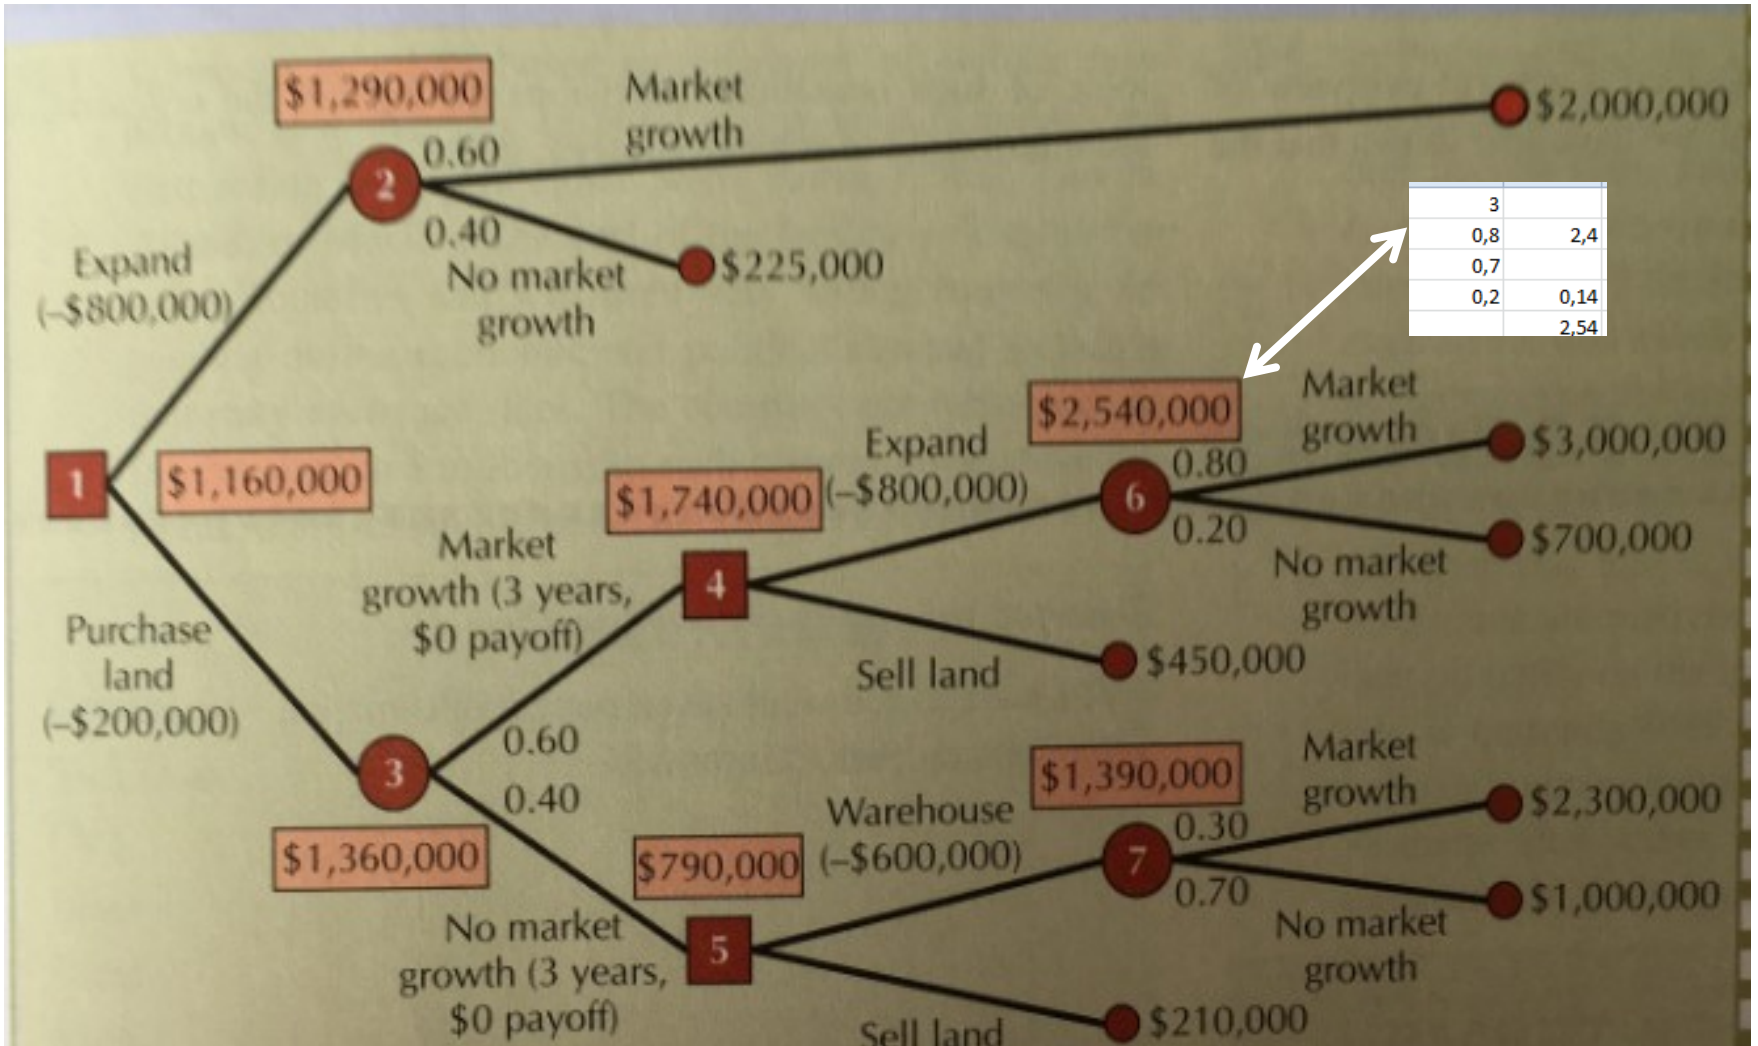 $1,290,000
Market
growth
$2,000,000
0.60
2
0.40
No market
growth
$225,000
Expand
(–$800,000)
3
0,8 2,4
0,7
0,2 0,14
2,54
1
$1,160,000
Market
growth (3 years,
$0 payoff)
$1,740,000
4
Expand
(–$800,000)
$2,540,000
6
0.80
0.20
Market
growth
$3,000,000
No market
growth
$700,000
Sell land
$450,000
Purchase
land
(–$200,000)
3
0.60
0.40
$1,360,000
No market
growth (3 years,
$0 payoff)
$790,000
5
Warehouse
(–$600,000)
$1,390,000
7
0.30
0.70
Market
growth
$2,300,000
No market
growth
$1,000,000
Sell land
$210,000